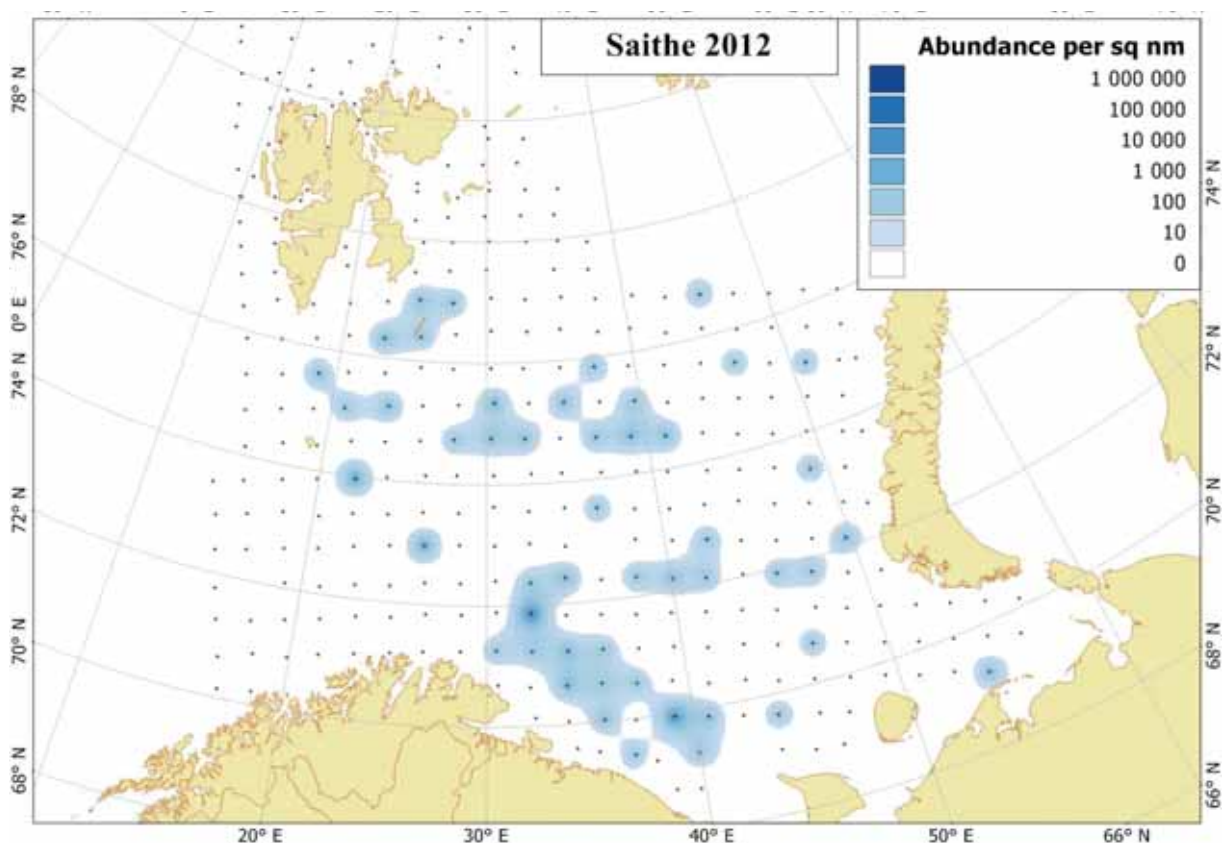 Saithe 2012
Abundance per sq nm
1 000 000
100 000
10 000
1 000
100
10
0
78° N
76° N
0° E
74° N
72° N
70° N
68° N
74° N
72° N
70° N
68° N
66° N
20° E
30° E
40° E
50° E
66° N